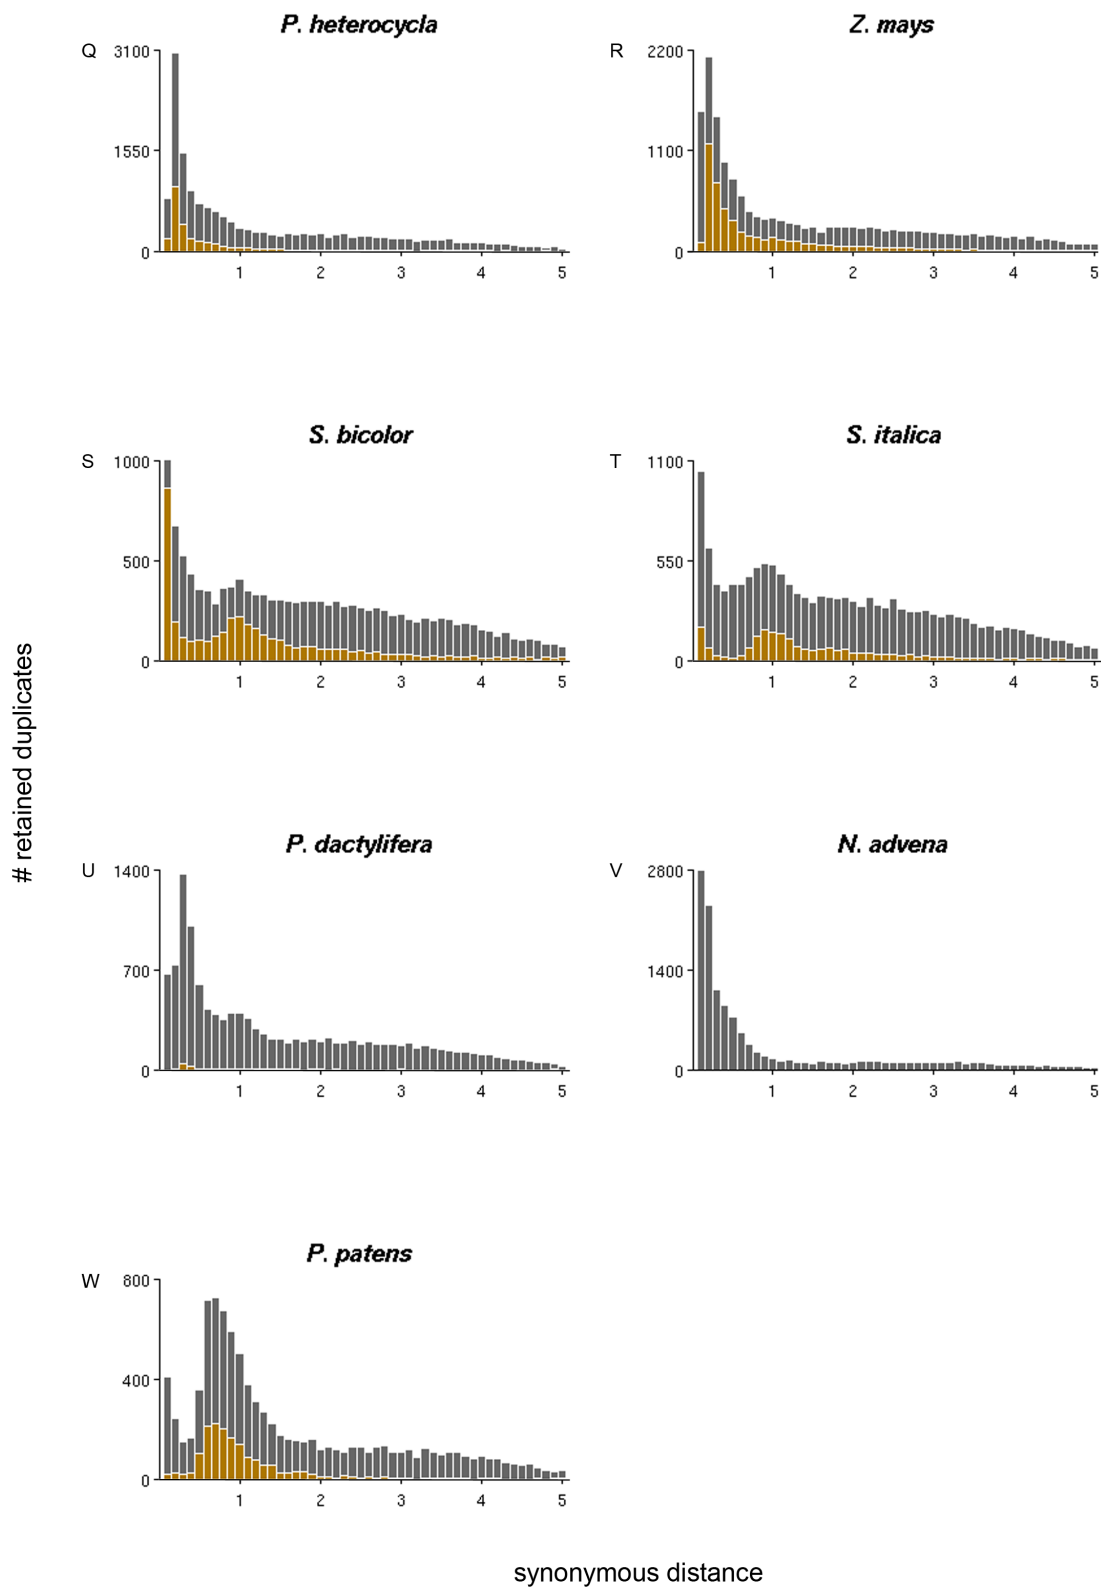 P. heterocycla
Z. mays
Q
3100
1550
0
1 2 3 4 5
R
2200
1100
0
1 2 3 4 5
S. bicolor
S. italica
S
1000
500
0
1 2 3 4 5
T
1100
550
0
1 2 3 4 5
# retained duplicates
P. dactylifera
N. advena
U
1400
700
0
1 2 3 4 5
V
2800
1400
0
1 2 3 4 5
P. patens
W
800
400
0
1 2 3 4 5
synonymous distance